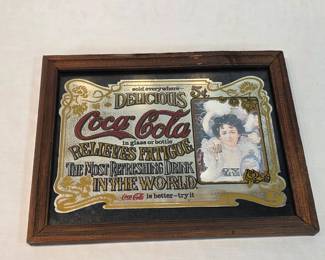 sold everywhere
DELICIOUS
5¢
Coca-Cola
in glass or bottle
RELIEVES FATIGUE
THE MOST REFRESHING DRINK
IN THE WORLD
Coca-Cola is better-try it